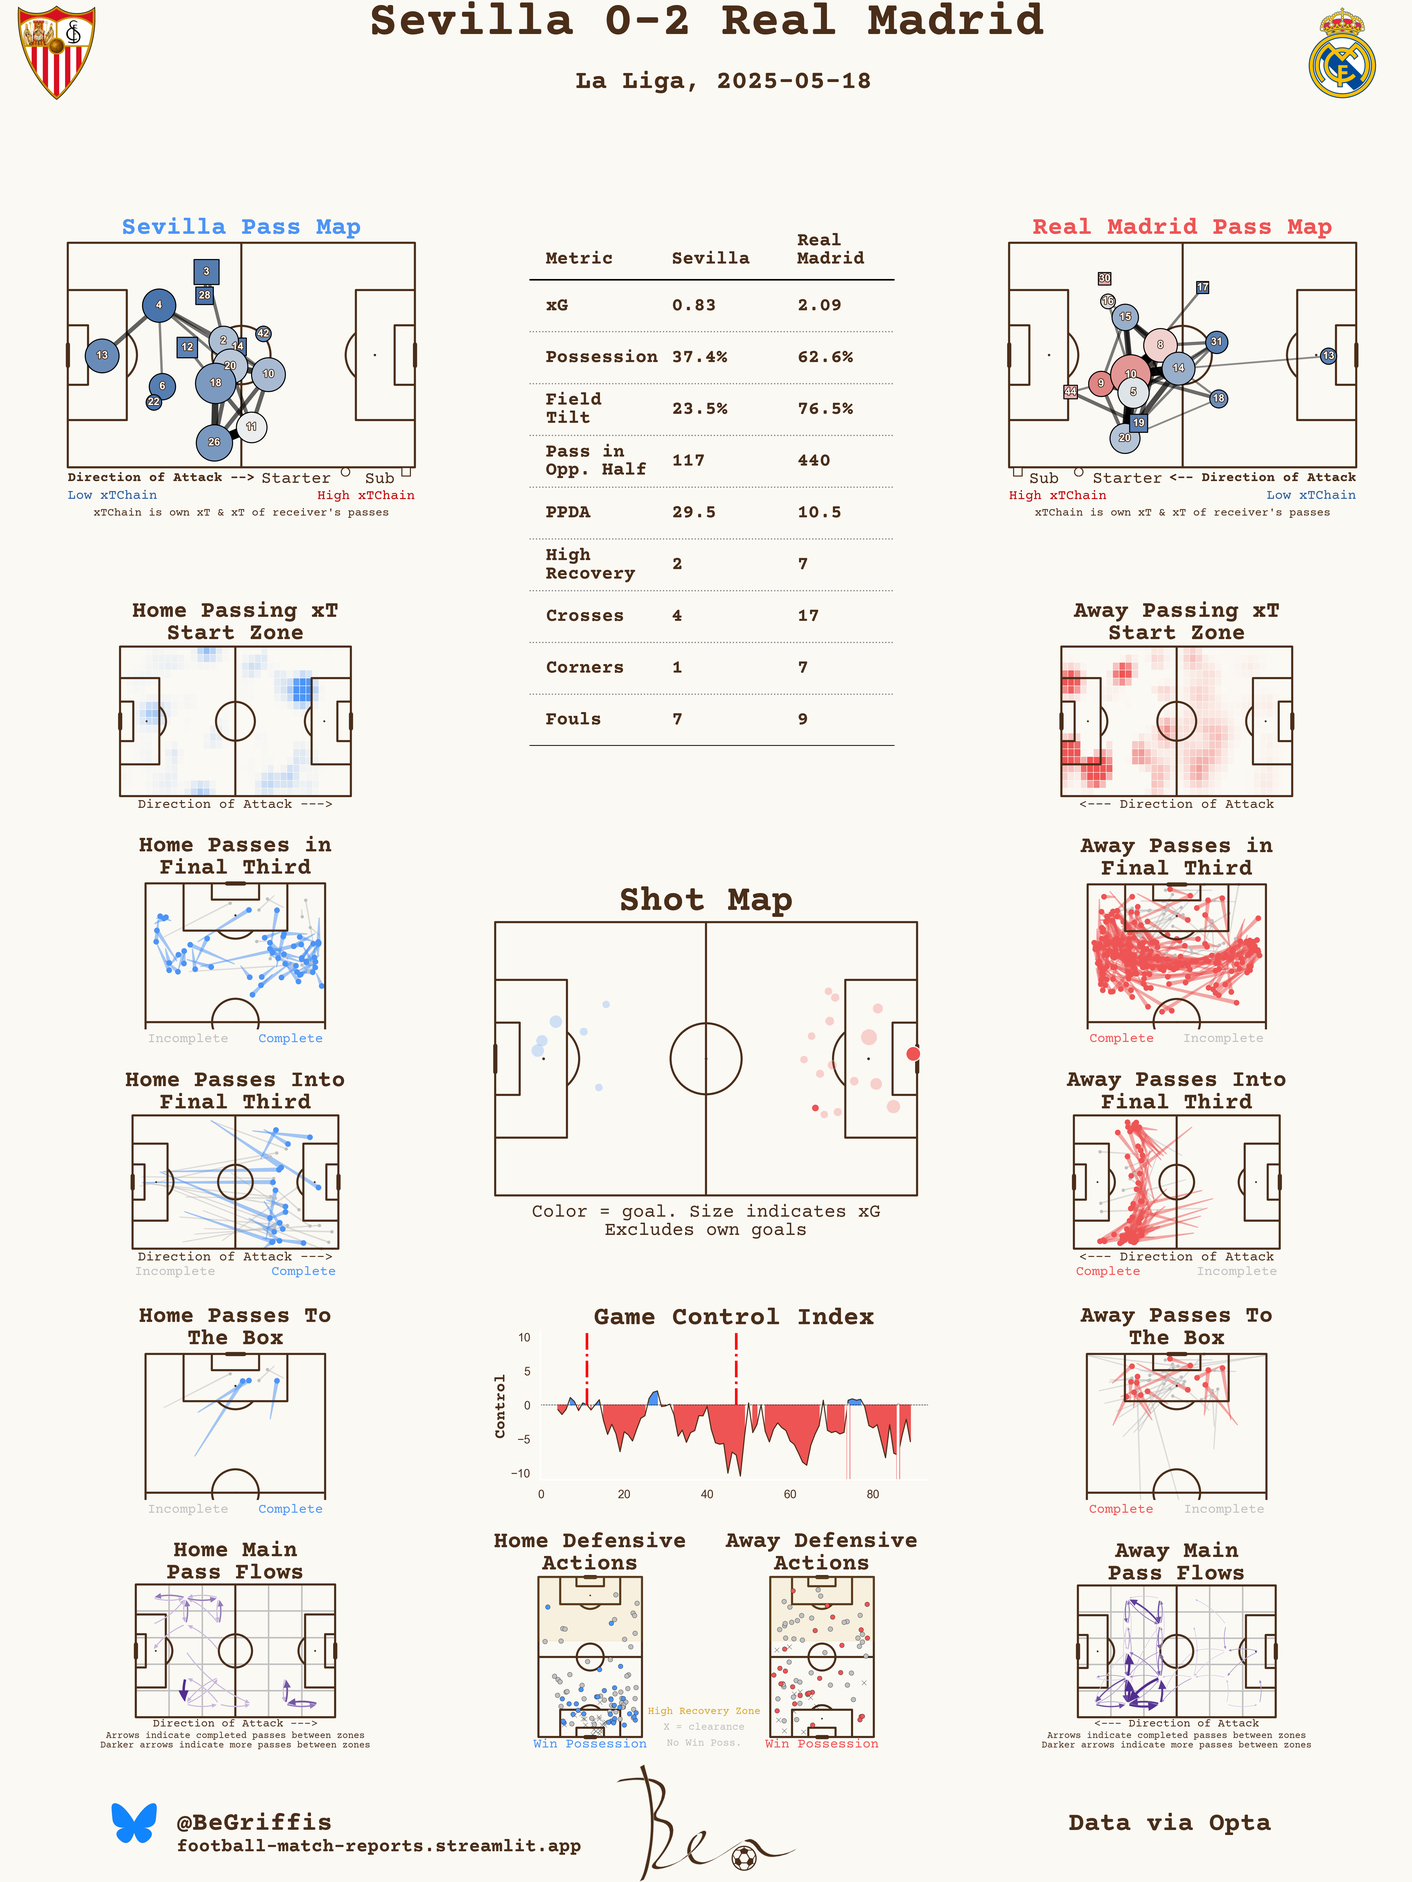 Sevilla 0-2 Real Madrid
La Liga, 2025-05-18
Sevilla Pass Map
3
28
4
42
2
14
12
13
20
10
18
6
22
11
26
Direction of Attack --> Starter Sub
Low xTChain High xTChain
xTChain is own xT & xT of receiver's passes
Metric Sevilla Real Madrid
xG 0.83 2.09
Possession 37.4% 62.6%
Field Tilt 23.5% 76.5%
Pass in Opp. Half 117 440
PPDA 29.5 10.5
High Recovery 2 7
Crosses 4 17
Corners 1 7
Fouls 7 9
Real Madrid Pass Map
30
17
16
15
8
31
13
14
10
9
44
5
18
19
20
Sub Starter <-- Direction of Attack
High xTChain Low xTChain
xTChain is own xT & xT of receiver's passes
Home Passing xT
Start Zone
Direction of Attack --->
Away Passing xT
Start Zone
<--- Direction of Attack
Home Passes in
Final Third
Incomplete Complete
Away Passes in
Final Third
Complete Incomplete
Shot Map
Color = goal. Size indicates xG
Excludes own goals
Home Passes Into
Final Third
Direction of Attack --->
Incomplete Complete
Away Passes Into
Final Third
<--- Direction of Attack
Complete Incomplete
Home Passes To
The Box
Incomplete Complete
Game Control Index
Control
10
5
0
−5
−10
0 20 40 60 80
Away Passes To
The Box
Complete Incomplete
Home Main
Pass Flows
Direction of Attack --->
Arrows indicate completed passes between zones
Darker arrows indicate more passes between zones
Home Defensive
Actions
Win Possession
High Recovery Zone
X = clearance
No Win Poss.
Away Defensive
Actions
Win Possession
Away Main
Pass Flows
<--- Direction of Attack
Arrows indicate completed passes between zones
Darker arrows indicate more passes between zones
@BeGriffis
football-match-reports.streamlit.app
Ben
Data via Opta